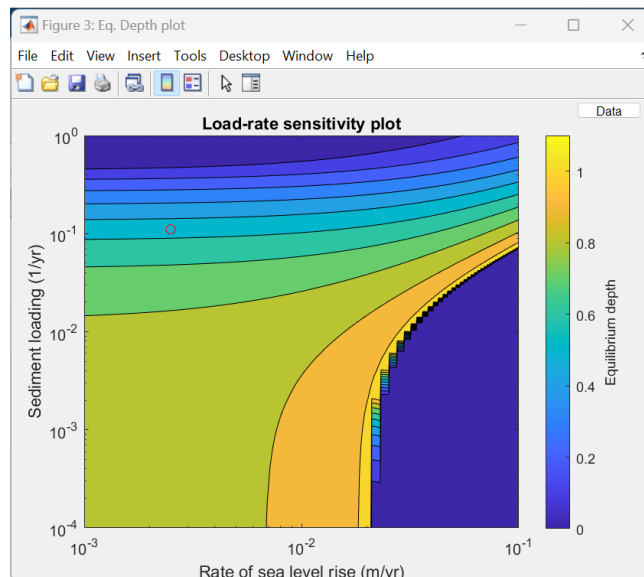 Figure 3: Eq. Depth plot
File Edit View Insert Tools Desktop Window Help
Data
Load-rate sensitivity plot
Sediment loading (1/yr)
10⁰
10⁻¹
10⁻²
10⁻³
10⁻⁴
10⁻³ 10⁻² 10⁻¹
Rate of sea level rise (m/yr)
1
0.8
0.6
0.4
0.2
0
Equilibrium depth